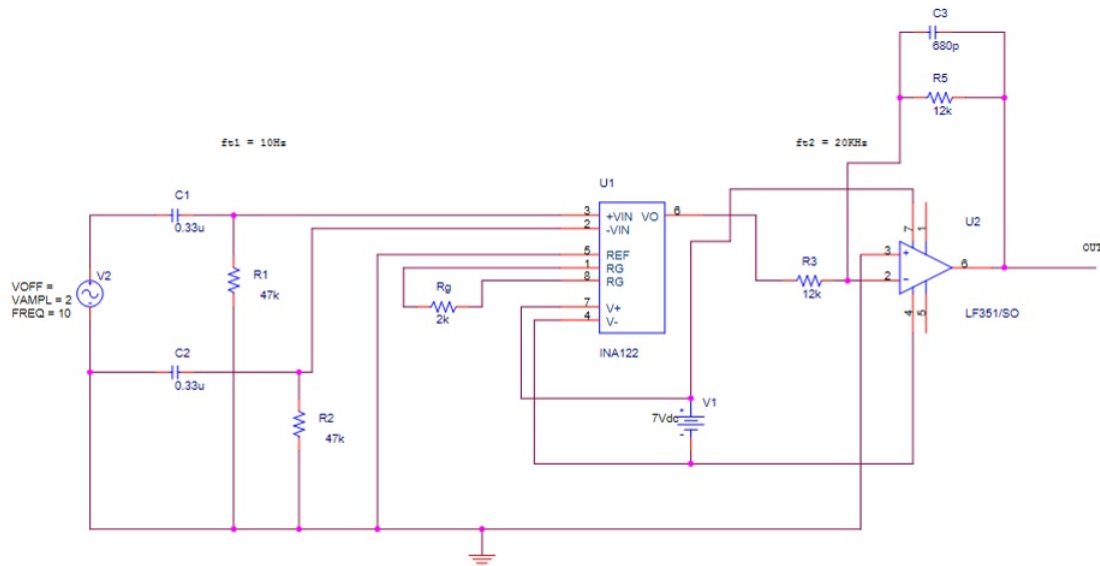 C3
680p
R5
12k
ft1 = 10Hz
ft2 = 20KHz
C1
0.33u
U1
3
+VIN
VO
6
2
-VIN
5
REF
1
RG
8
RG
7
V+
4
V-
INA122
R1
47k
Rg
2k
V2
VOFF =
VAMPL = 2
FREQ = 10
C2
0.33u
R2
47k
V1
7Vdc
+
-
R3
12k
U2
7
1
3
+
2
-
6
4
5
LF351/SO
OUT